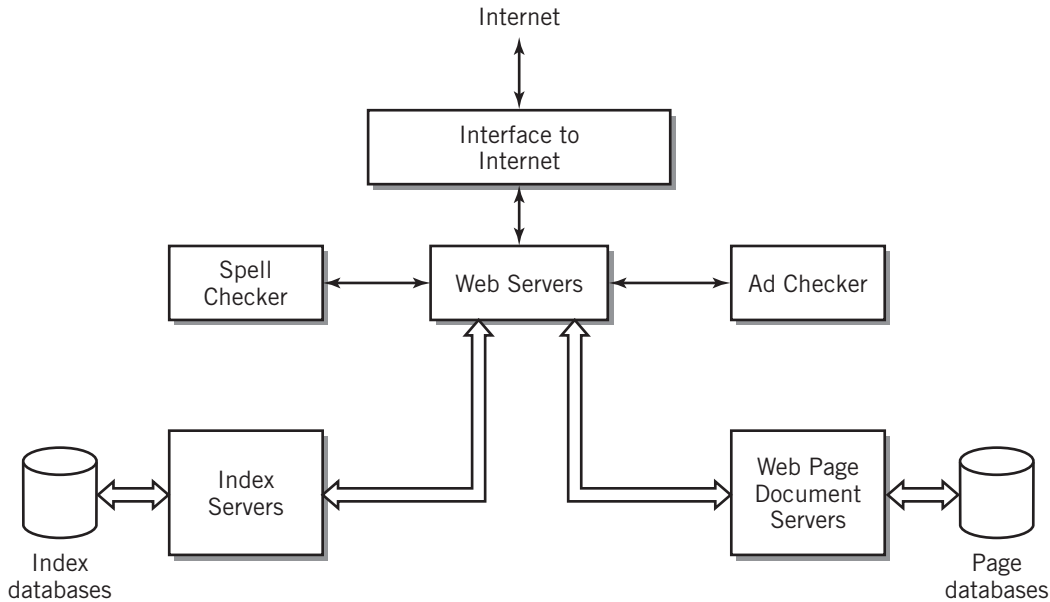 Internet
Interface to
Internet
Spell
Checker
Web Servers
Ad Checker
Index
Servers
Web Page
Document
Servers
Index
databases
Page
databases